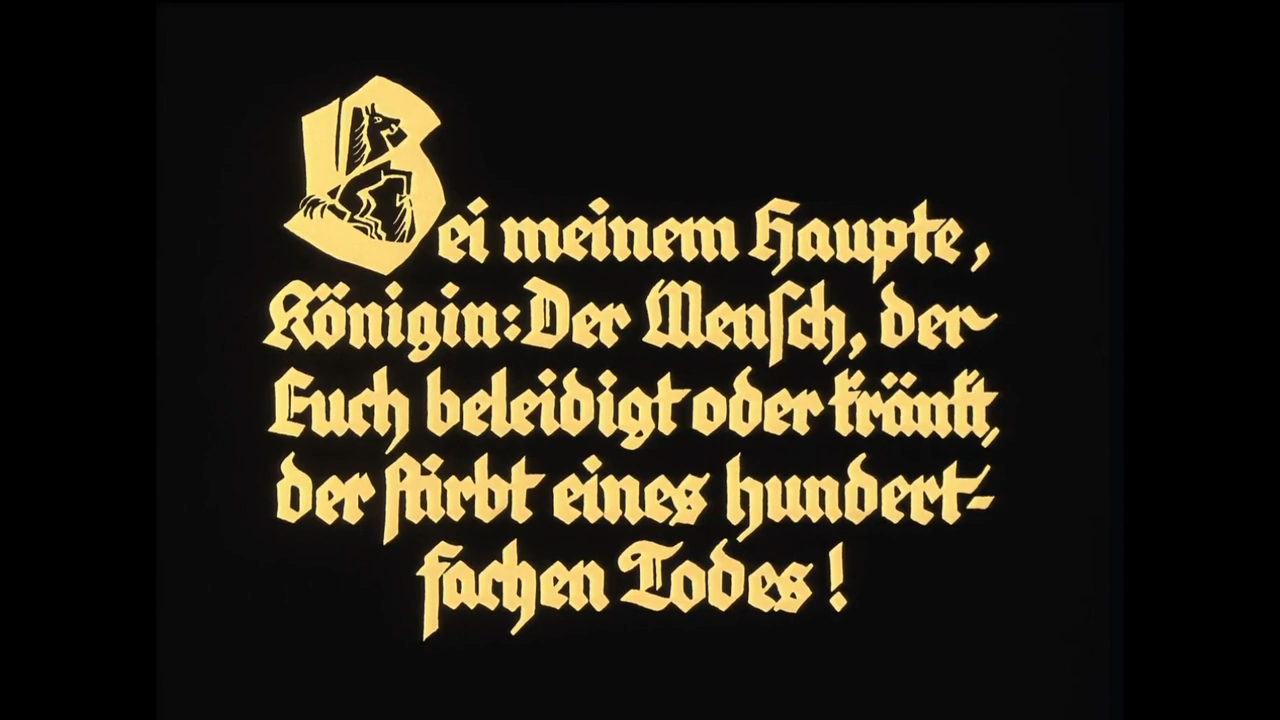 Bei meinem Haupte,
Königin: Der Menſch, der
Euch beleidigt oder kränkt,
der ſtirbt eines hundert-
fachen Todes!